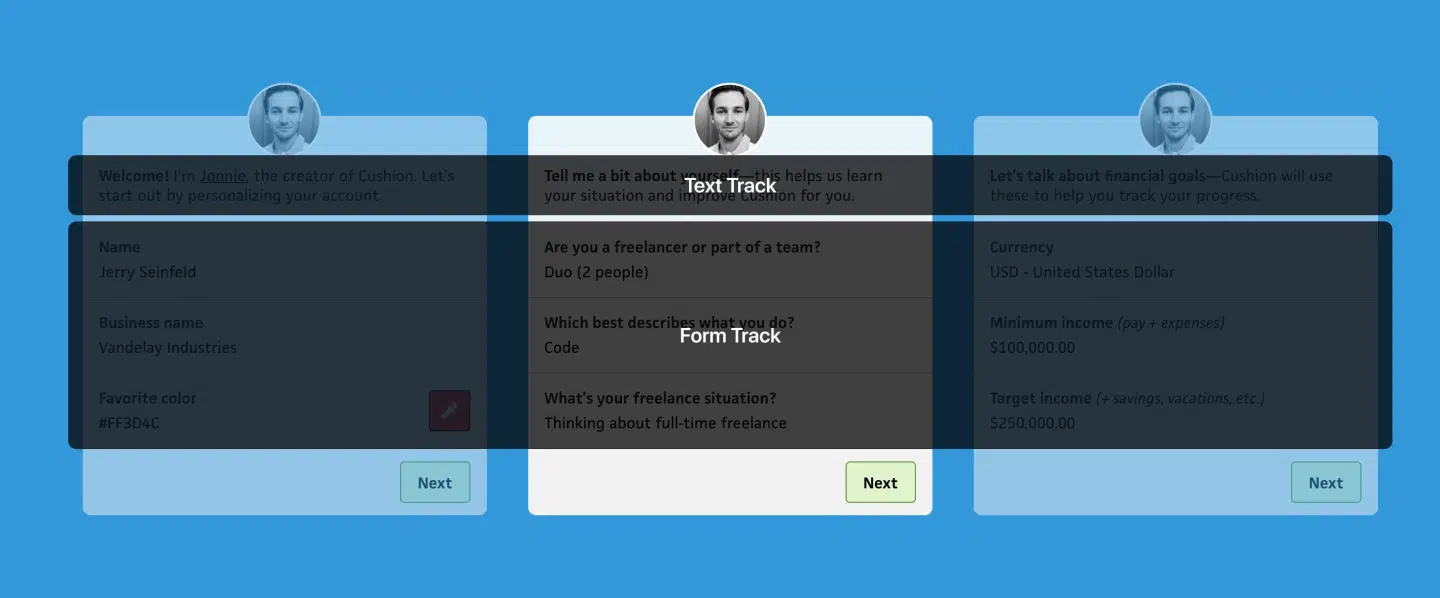 Welcome! I'm Jonnie, the creator of Cushion. Let's
start out by personalizing your account.
Name
Jerry Seinfeld
Business name
Vandelay Industries
Favorite color
#FF3D4C
Next
Tell me a bit about yourself—this helps us learn
your situation and improve Cushion for you.
Text Track
Are you a freelancer or part of a team?
Duo (2 people)
Which best describes what you do?
Form Track
Code
What's your freelance situation?
Thinking about full-time freelance
Next
Let's talk about financial goals—Cushion will use
these to help you track your progress.
Currency
USD - United States Dollar
Minimum income (pay + expenses)
$100,000.00
Target income (+ savings, vacations, etc.)
$250,000.00
Next